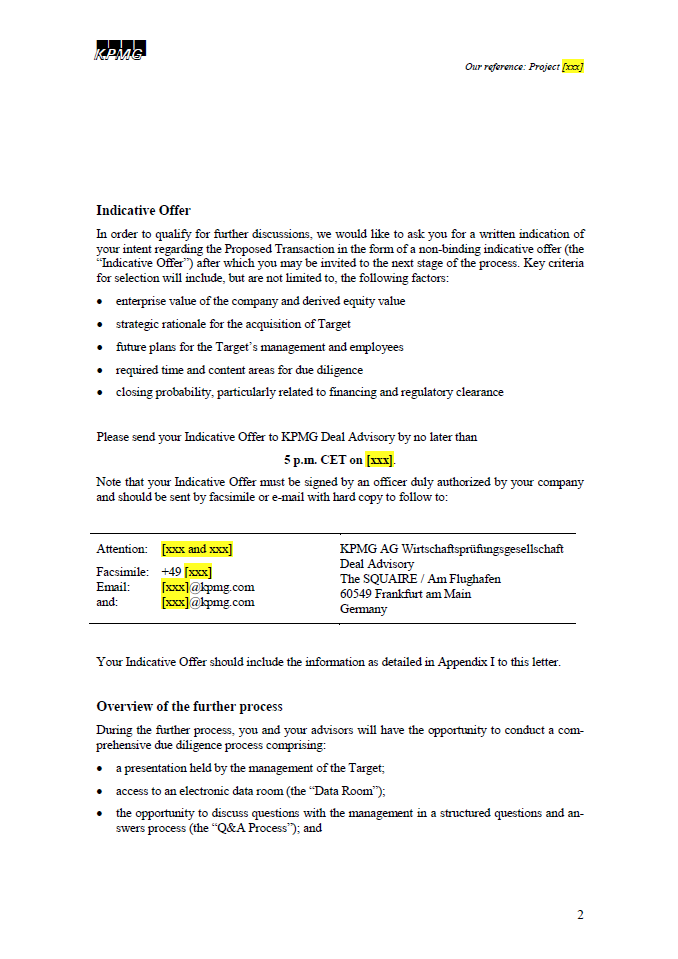 KPMG
Our reference: Project [xxx]
Indicative Offer
In order to qualify for further discussions, we would like to ask you for a written indication of
your intent regarding the Proposed Transaction in the form of a non-binding indicative offer (the
“Indicative Offer”) after which you may be invited to the next stage of the process. Key criteria
for selection will include, but are not limited to, the following factors:
• enterprise value of the company and derived equity value
• strategic rationale for the acquisition of Target
• future plans for the Target’s management and employees
• required time and content areas for due diligence
• closing probability, particularly related to financing and regulatory clearance
Please send your Indicative Offer to KPMG Deal Advisory by no later than
5 p.m. CET on [xxx].
Note that your Indicative Offer must be signed by an officer duly authorized by your company
and should be sent by facsimile or e-mail with hard copy to follow to:
Attention: [xxx and xxx]
Facsimile: +49 [xxx]
Email: [xxx]@kpmg.com
and: [xxx]@kpmg.com
KPMG AG Wirtschaftsprüfungsgesellschaft
Deal Advisory
The SQUAIRE / Am Flughafen
60549 Frankfurt am Main
Germany
Your Indicative Offer should include the information as detailed in Appendix I to this letter.
Overview of the further process
During the further process, you and your advisors will have the opportunity to conduct a com-
prehensive due diligence process comprising:
• a presentation held by the management of the Target;
• access to an electronic data room (the “Data Room”);
• the opportunity to discuss questions with the management in a structured questions and an-
swers process (the “Q&A Process”); and
2